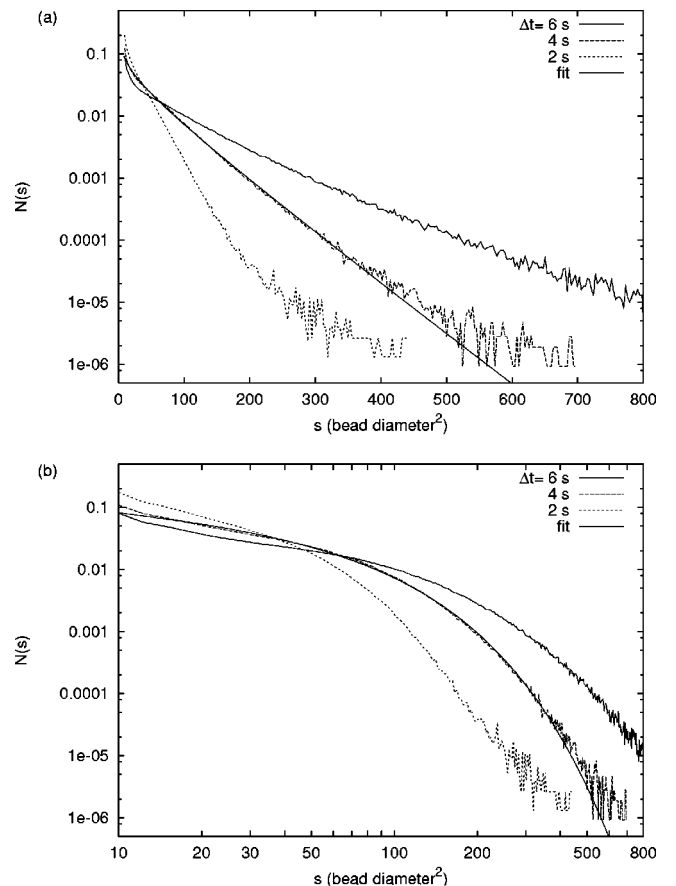 (a)
Δt= 6 s
4 s
2 s
fit
0.1
0.01
0.001
0.0001
1e-05
1e-06
N(s)
0 100 200 300 400 500 600 700 800
s (bead diameter²)
(b)
Δt= 6 s
4 s
2 s
fit
0.1
0.01
0.001
0.0001
1e-05
1e-06
N(s)
10 20 30 50 100 200 500 800
s (bead diameter²)